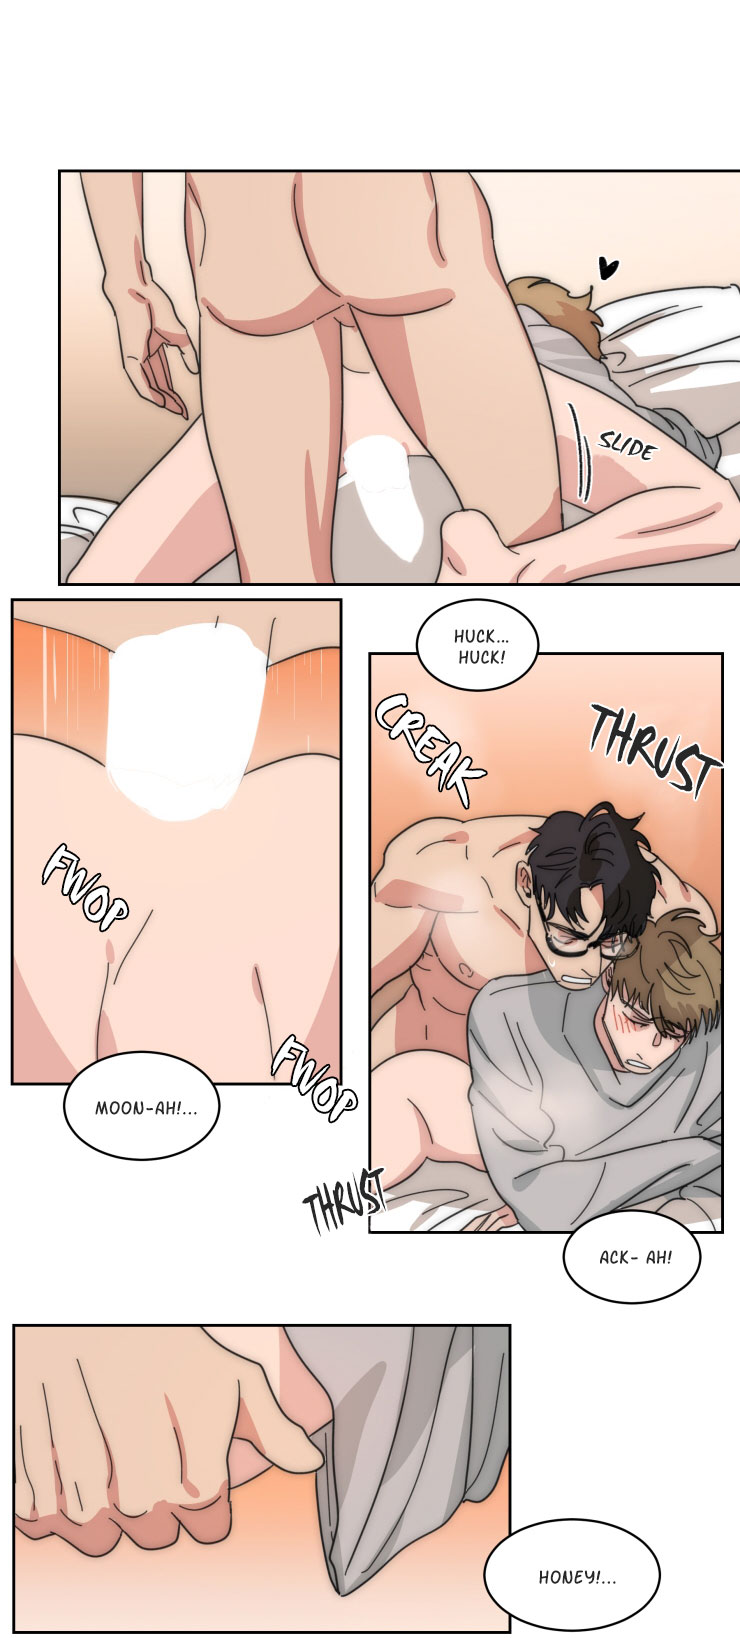 SLIDE
HUCK...
HUCK!
CREAK
THRUST
FWOP
MOON-AH!...
FWOP
THRUST
ACK- AH!
HONEY!...